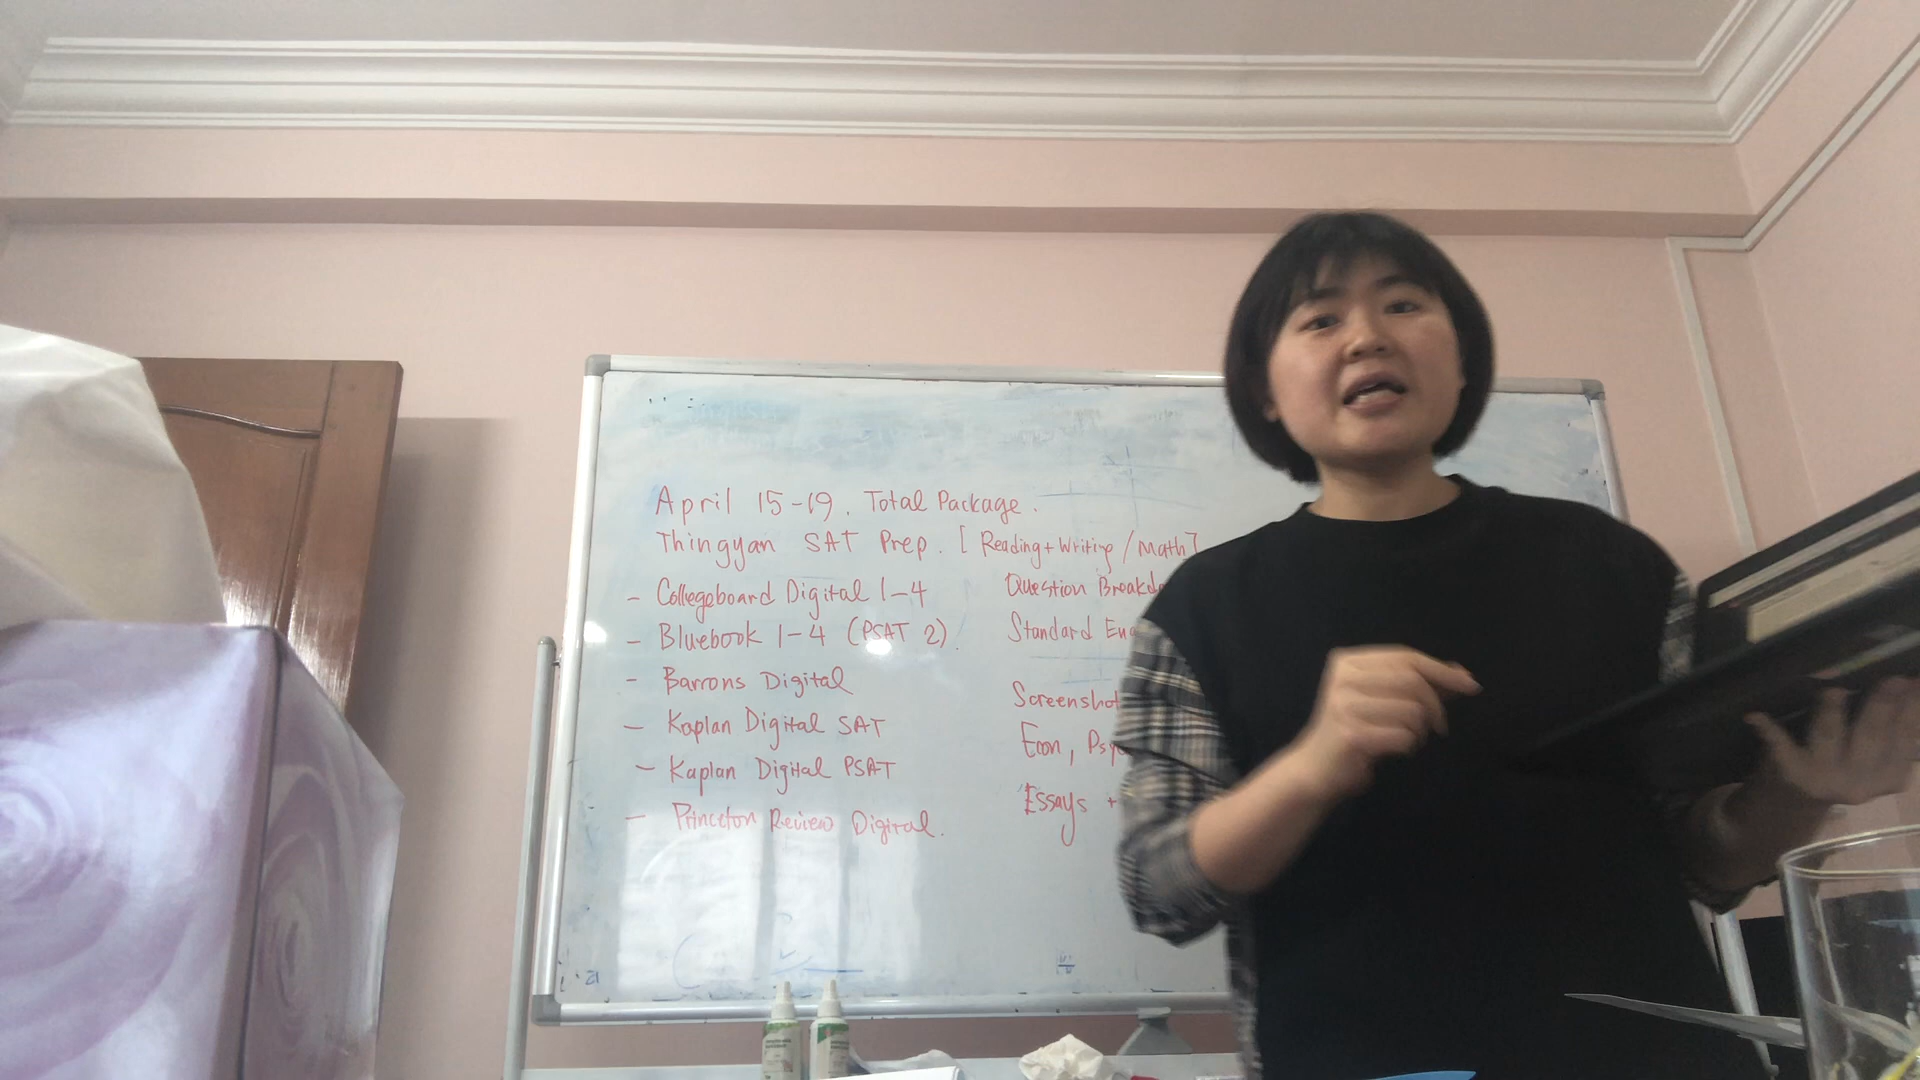 April 15-19. Total Package.
Thingyan SAT Prep. [Reading+Writing/Math]
- Collegeboard Digital 1-4
- Bluebook 1-4 (PSAT 2).
- Barrons Digital
- Kaplan Digital SAT
- Kaplan Digital PSAT
- Princeton Review Digital.
Question
Standard
Econ,
Essays +